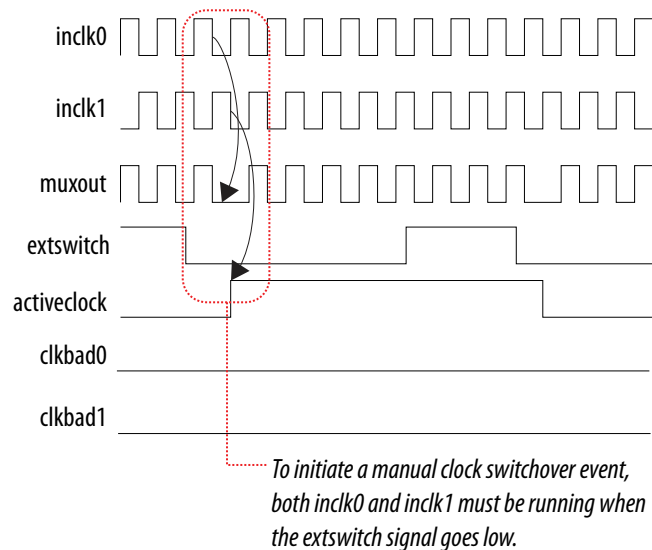 inclk0
inclk1
muxout
extswitch
activeclock
clkbad0
clkbad1
To initiate a manual clock switchover event,
both inclk0 and inclk1 must be running when
the extswitch signal goes low.